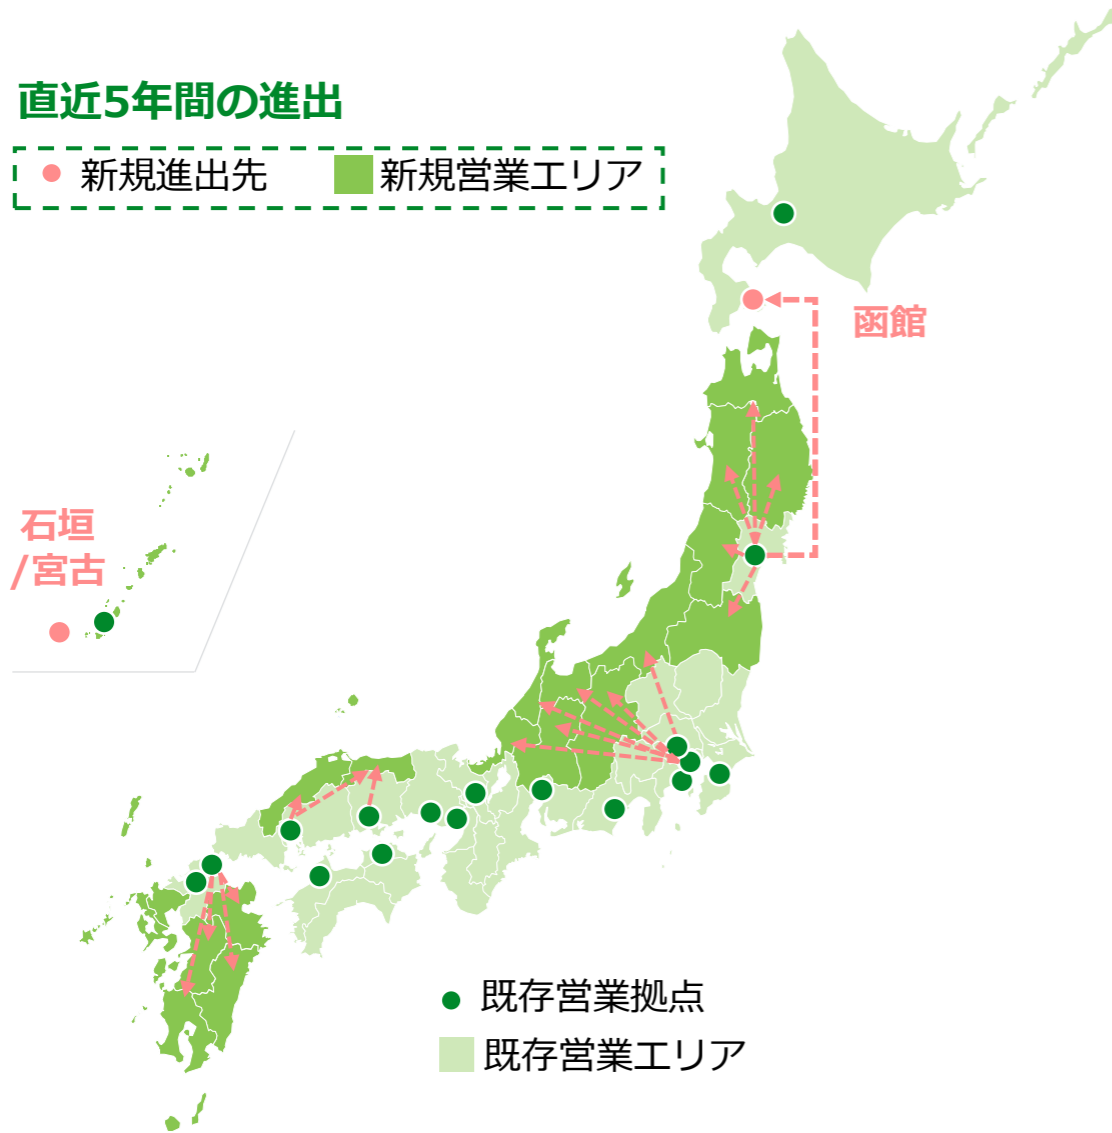 直近5年間の進出
新規進出先
新規営業エリア
函館
石垣
/宮古
既存営業拠点
既存営業エリア